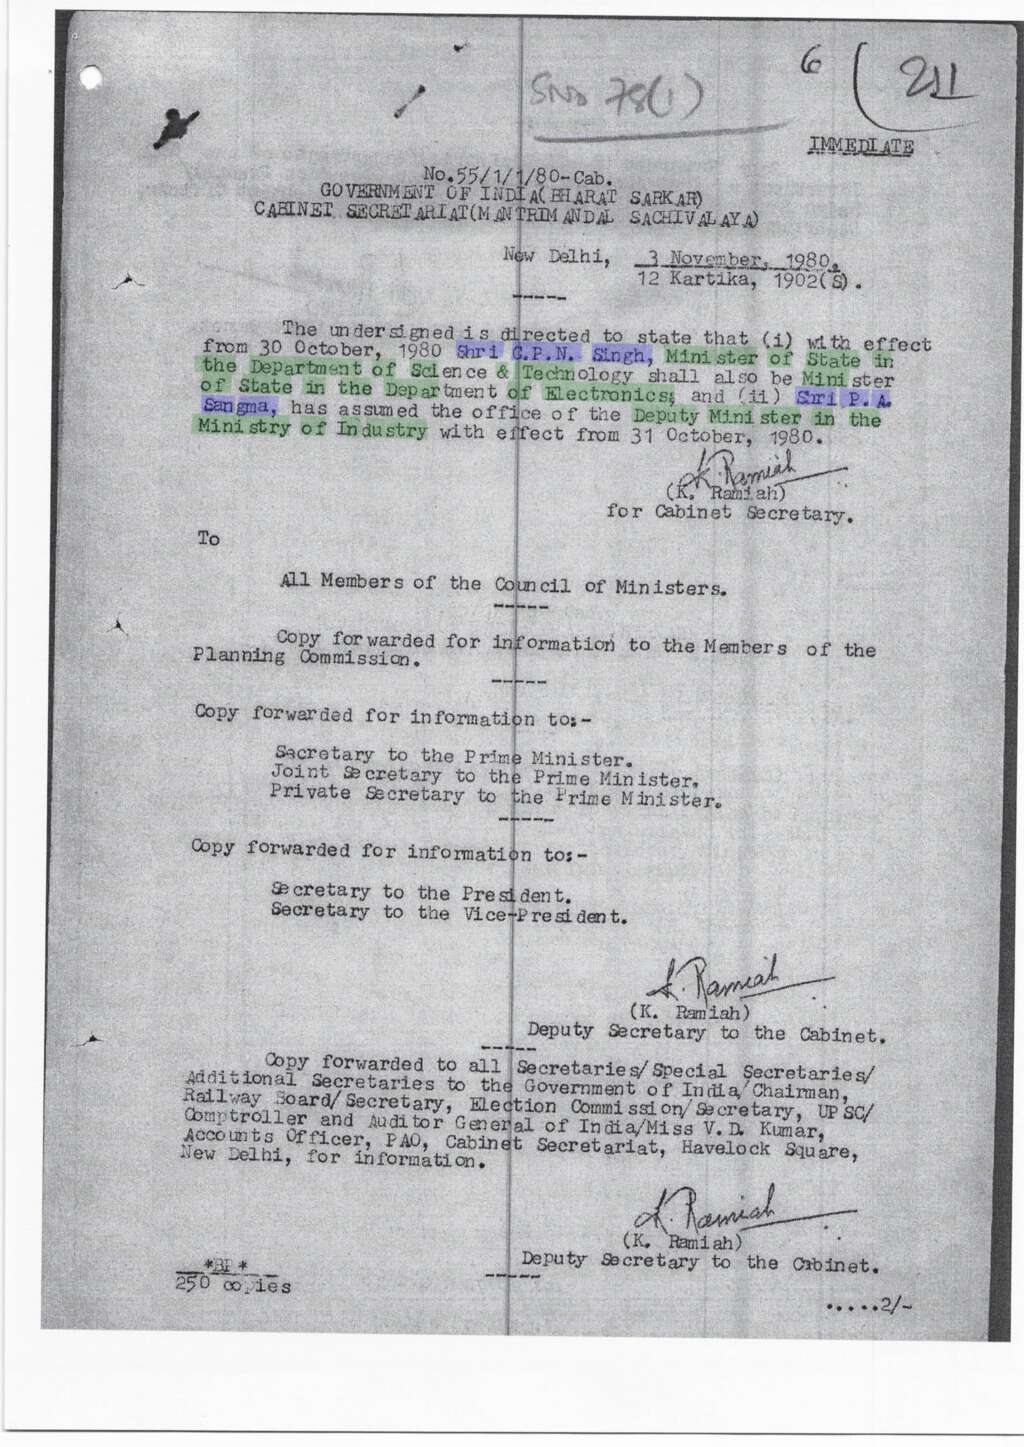 6
211
SNo 78(1)
IMMEDIATE
No.55/1/1/80-Cab.
GOVERNMENT OF INDIA(BHARAT SARKAR)
CABINET SECRETARIAT(MANTRIMANDAL SACHIVALAYA)
New Delhi, 3 November, 1980.
12 Kartika, 1902(S).
-----
The undersigned is directed to state that (i) with effect
from 30 October, 1980 Shri C.P.N. Singh, Minister of State in
the Department of Science & Technology shall also be Minister
of State in the Department of Electronics; and (ii) Shri P.A.
Sangma, has assumed the office of the Deputy Minister in the
Ministry of Industry with effect from 31 October, 1980.
K. Ramiah
(K. Ramiah)
for Cabinet Secretary.
To
All Members of the Council of Ministers.
-----
Copy forwarded for information to the Members of the
Planning Commission.
-----
Copy forwarded for information to:-
Secretary to the Prime Minister.
Joint Secretary to the Prime Minister.
Private Secretary to the Prime Minister.
-----
Copy forwarded for information to:-
Secretary to the President.
Secretary to the Vice-President.
K. Ramiah
(K. Ramiah)
Deputy Secretary to the Cabinet.
-----
Copy forwarded to all Secretaries/Special Secretaries/
Additional Secretaries to the Government of India/Chairman,
Railway Board/Secretary, Election Commission/Secretary, UPSC/
Comptroller and Auditor General of India/Miss V.D. Kumar,
Accounts Officer, PAO, Cabinet Secretariat, Havelock Square,
New Delhi, for information.
K. Ramiah
(K. Ramiah)
Deputy Secretary to the Cabinet.
-----
*BP*
250 copies
.....2/-